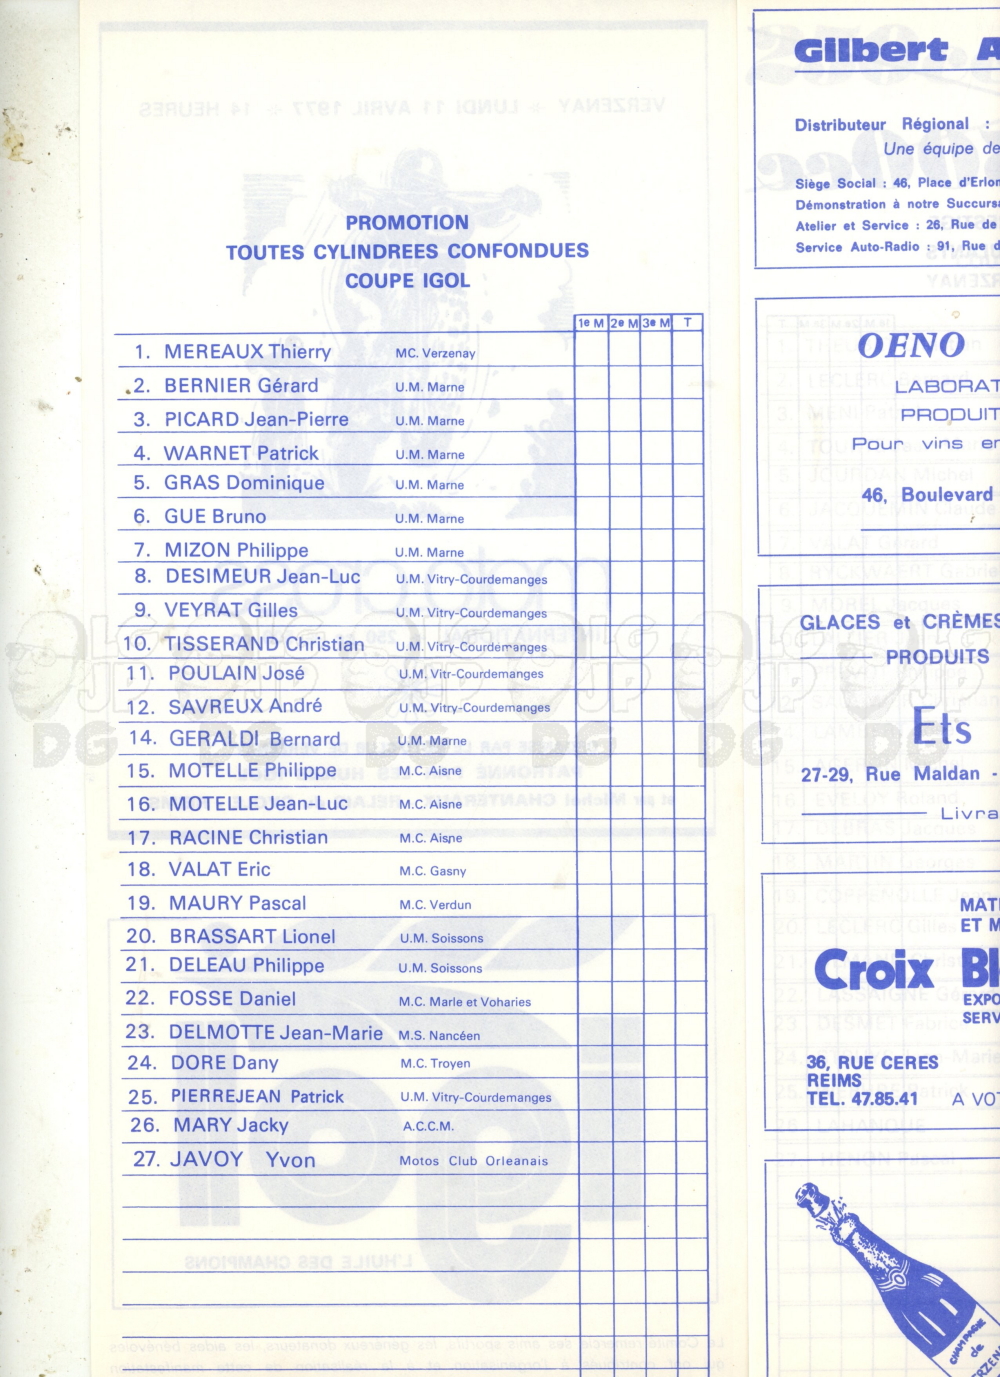 PROMOTION
TOUTES CYLINDREES CONFONDUES
COUPE IGOL
1e M 2e M 3e M T
1. MEREAUX Thierry MC. Verzenay
2. BERNIER Gérard U.M. Marne
3. PICARD Jean-Pierre U.M. Marne
4. WARNET Patrick U.M. Marne
5. GRAS Dominique U.M. Marne
6. GUE Bruno U.M. Marne
7. MIZON Philippe U.M. Marne
8. DESIMEUR Jean-Luc U.M. Vitry-Courdemanges
9. VEYRAT Gilles U.M. Vitry-Courdemanges
10. TISSERAND Christian U.M. Vitry-Courdemanges
11. POULAIN José U.M. Vitr-Courdemanges
12. SAVREUX André U.M. Vitry-Courdemanges
14. GERALDI Bernard U.M. Marne
15. MOTELLE Philippe M.C. Aisne
16. MOTELLE Jean-Luc M.C. Aisne
17. RACINE Christian M.C. Aisne
18. VALAT Eric M.C. Gasny
19. MAURY Pascal M.C. Verdun
20. BRASSART Lionel U.M. Soissons
21. DELEAU Philippe U.M. Soissons
22. FOSSE Daniel M.C. Marle et Voharies
23. DELMOTTE Jean-Marie M.S. Nancéen
24. DORE Dany M.C. Troyen
25. PIERREJEAN Patrick U.M. Vitry-Courdemanges
26. MARY Jacky A.C.C.M.
27. JAVOY Yvon Motos Club Orleanais
Gilbert A
Distributeur Régional :
Une équipe de
Siège Social : 46, Place d'Erlon
Démonstration à notre Succursa
Atelier et Service : 26, Rue de
Service Auto-Radio : 91, Rue d
OENO
LABORAT
PRODUIT
Pour vins en
46, Boulevard
GLACES et CRÈMES
PRODUITS
Ets
27-29, Rue Maldan -
Livra
MAT
ET M
Croix Bl
EXPO
SERV
36, RUE CERES
REIMS
TEL. 47.85.41 A VOT
CHAMPAGNE
de
ERZEN
LG JP DG